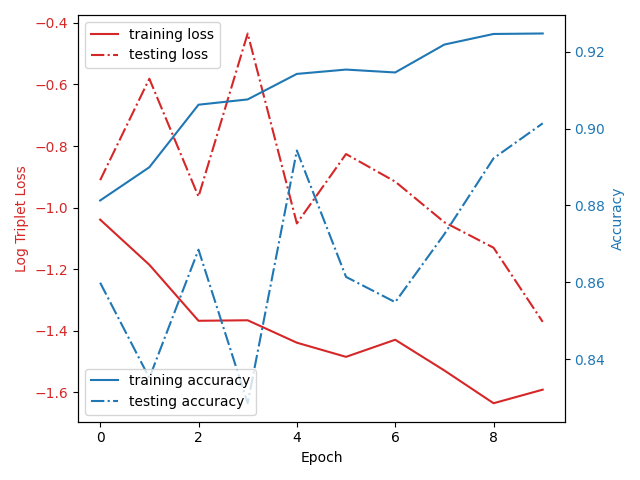 training loss
testing loss
−0.4
−0.6
−0.8
−1.0
−1.2
−1.4
−1.6
Log Triplet Loss
0.92
0.90
0.88
0.86
0.84
Accuracy
training accuracy
testing accuracy
0 2 4 6 8
Epoch